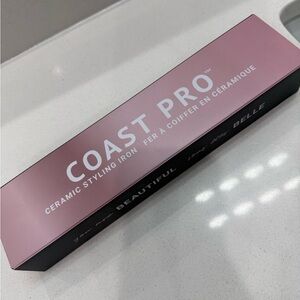 COAST PRO™
CERAMIC STYLING IRON FER À COIFFER EN CÉRAMIQUE
BEAUTIFUL BELLE